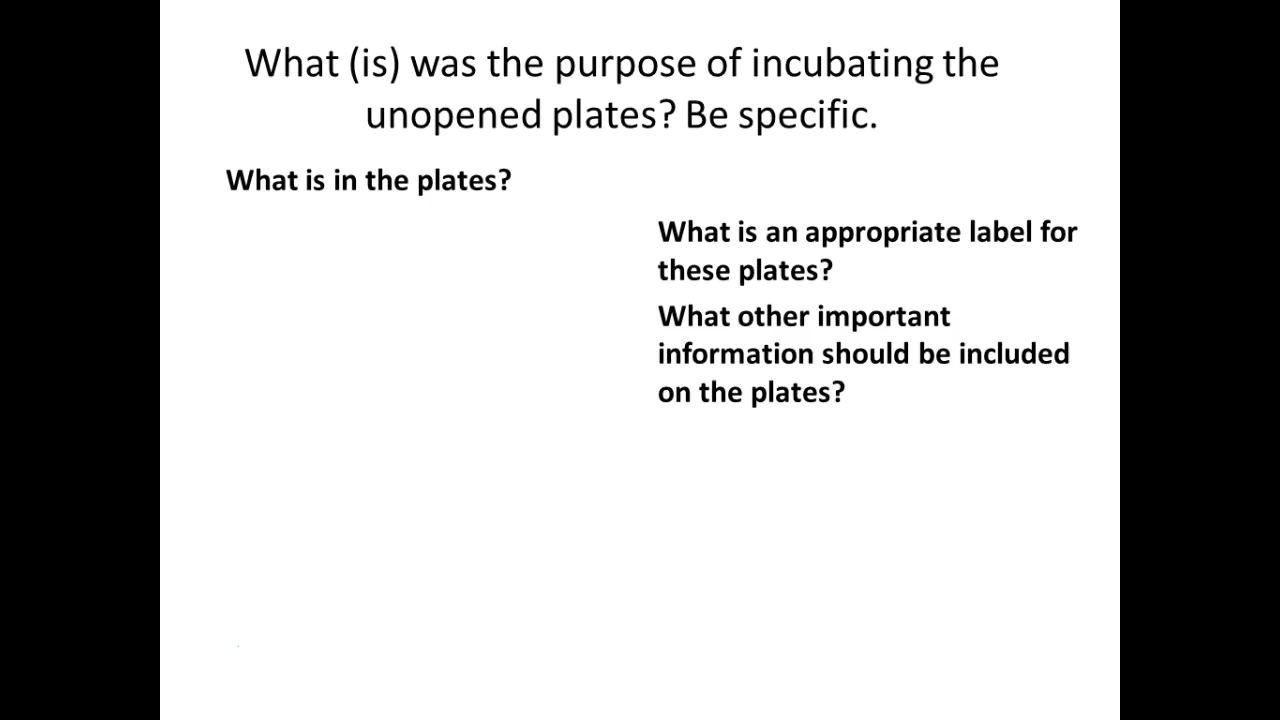 What (is) was the purpose of incubating the
unopened plates? Be specific.
What is in the plates?
What is an appropriate label for
these plates?
What other important
information should be included
on the plates?